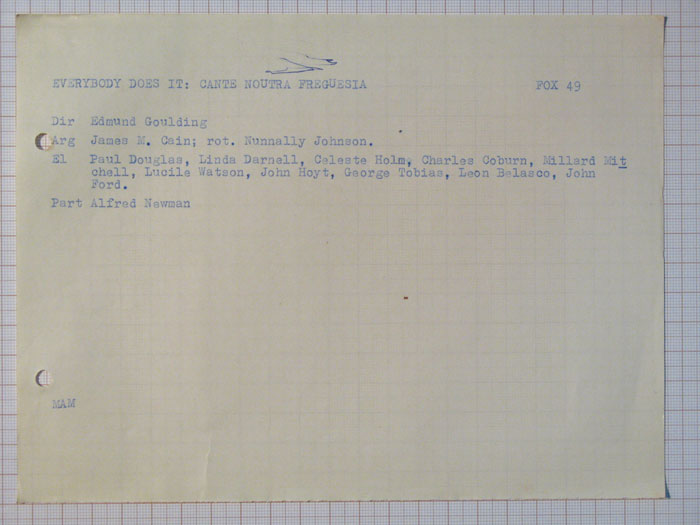 EVERYBODY DOES IT: CANTE NOUTRA FREGUESIA FOX 49
Dir Edmund Goulding
Arg James M. Cain; rot. Nunnally Johnson.
El Paul Douglas, Linda Darnell, Celeste Holm, Charles Coburn, Millard Mit
chell, Lucile Watson, John Hoyt, George Tobias, Leon Belasco, John
Ford.
Part Alfred Newman
MAM